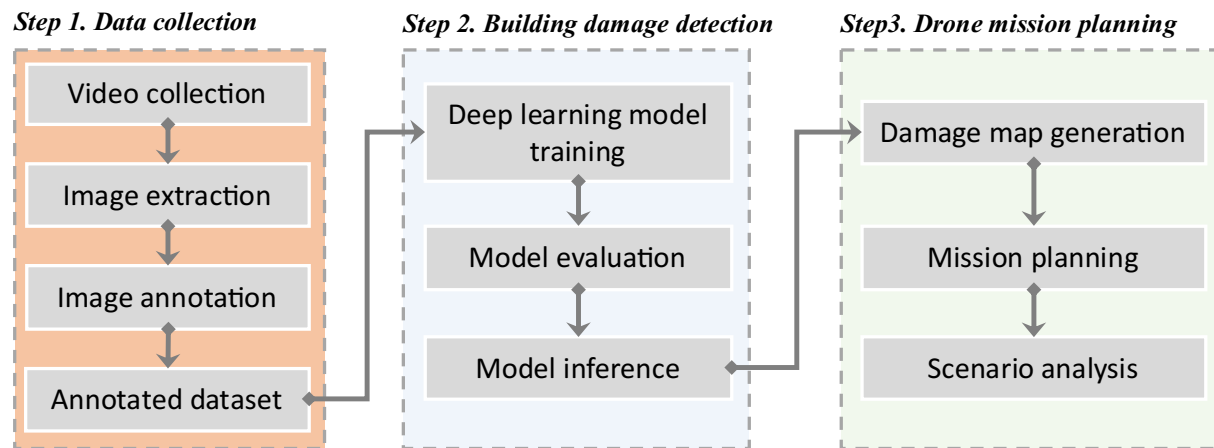 Step 1. Data collection
Video collection
Image extraction
Image annotation
Annotated dataset
Step 2. Building damage detection
Deep learning model
training
Model evaluation
Model inference
Step3. Drone mission planning
Damage map generation
Mission planning
Scenario analysis